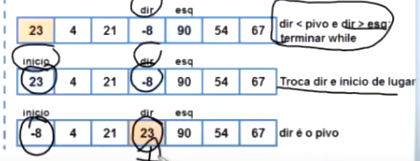 dir esq
23 4 21 -8 90 54 67
dir < pivo e dir > esq
terminar while
inicio dir esq
23 4 21 -8 90 54 67
Troca dir e inicio de lugar
inicio dir esq
-8 4 21 23 90 54 67
dir é o pivo